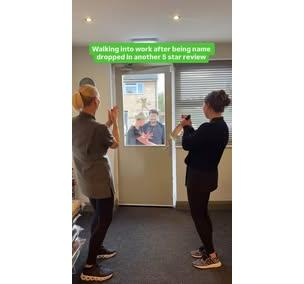 Walking into work after being name
dropped in another 5 star review